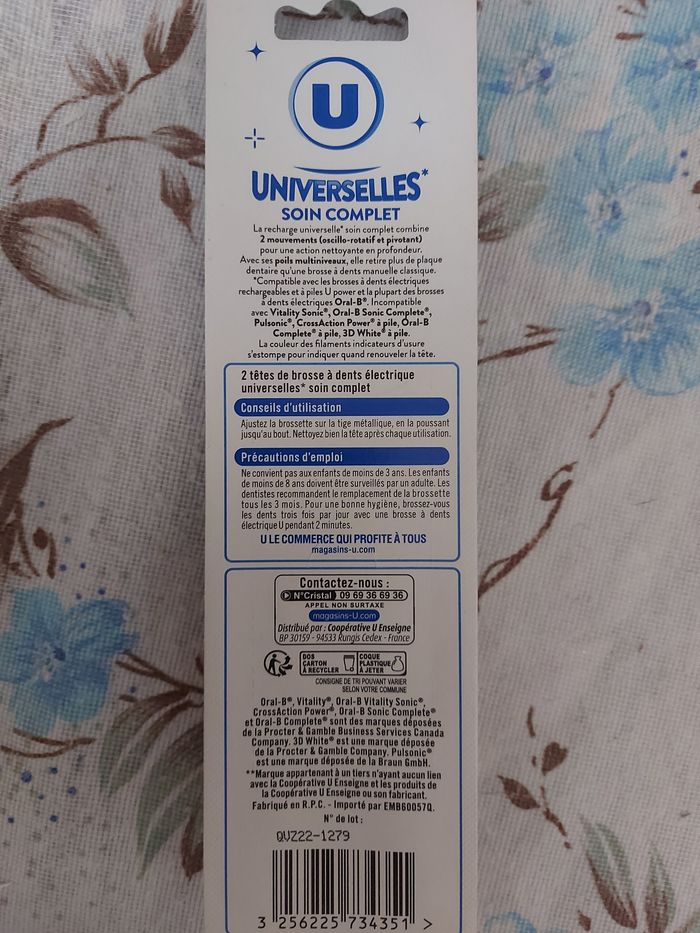 U
UNIVERSELLES*
SOIN COMPLET
La recharge universelle* soin complet combine
2 mouvements (oscillo-rotatif et pivotant)
pour une action nettoyante en profondeur.
Avec ses poils multiniveaux, elle retire plus de plaque
dentaire qu'une brosse à dents manuelle classique.
*Compatible avec les brosses à dents électriques
rechargeables et à piles U power et la plupart des brosses
à dents électriques Oral-B®. Incompatible
avec Vitality Sonic®, Oral-B Sonic Complete®,
Pulsonic®, CrossAction Power® à pile, Oral-B
Complete® à pile, 3D White® à pile.
La couleur des filaments indicateurs d'usure
s'estompe pour indiquer quand renouveler la tête.
2 têtes de brosse à dents électrique
universelles* soin complet
Conseils d'utilisation
Ajustez la brossette sur la tige métallique, en la poussant
jusqu'au bout. Nettoyez bien la tête après chaque utilisation.
Précautions d'emploi
Ne convient pas aux enfants de moins de 3 ans. Les enfants
de moins de 8 ans doivent être surveillés par un adulte. Les
dentistes recommandent le remplacement de la brossette
tous les 3 mois. Pour une bonne hygiène, brossez-vous
les dents trois fois par jour avec une brosse à dents
électrique U pendant 2 minutes.
U LE COMMERCE QUI PROFITE À TOUS
magasins-u.com
Contactez-nous :
N°Cristal 09 69 36 69 36
APPEL NON SURTAXE
magasins-U.com
Distribué par : Coopérative U Enseigne
BP 30159 - 94533 Rungis Cedex - France
DOS CARTON À RECYCLER
COQUE PLASTIQUE À JETER
CONSIGNE DE TRI POUVANT VARIER
SELON VOTRE COMMUNE
Oral-B®, Vitality®, Oral-B Vitality Sonic®,
CrossAction Power®, Oral-B Sonic Complete®
et Oral-B Complete® sont des marques déposées
de la Procter & Gamble Business Services Canada
Company. 3D White® est une marque déposée
de la Procter & Gamble Company. Pulsonic®
est une marque déposée de la Braun GmbH.
**Marque appartenant à un tiers n'ayant aucun lien
avec la Coopérative U Enseigne et les produits de
la Coopérative U Enseigne ou son fabricant.
Fabriqué en R.P.C. - Importé par EMB60057Q.
N° de lot :
QVZ22-1279
3 256225 734351 >